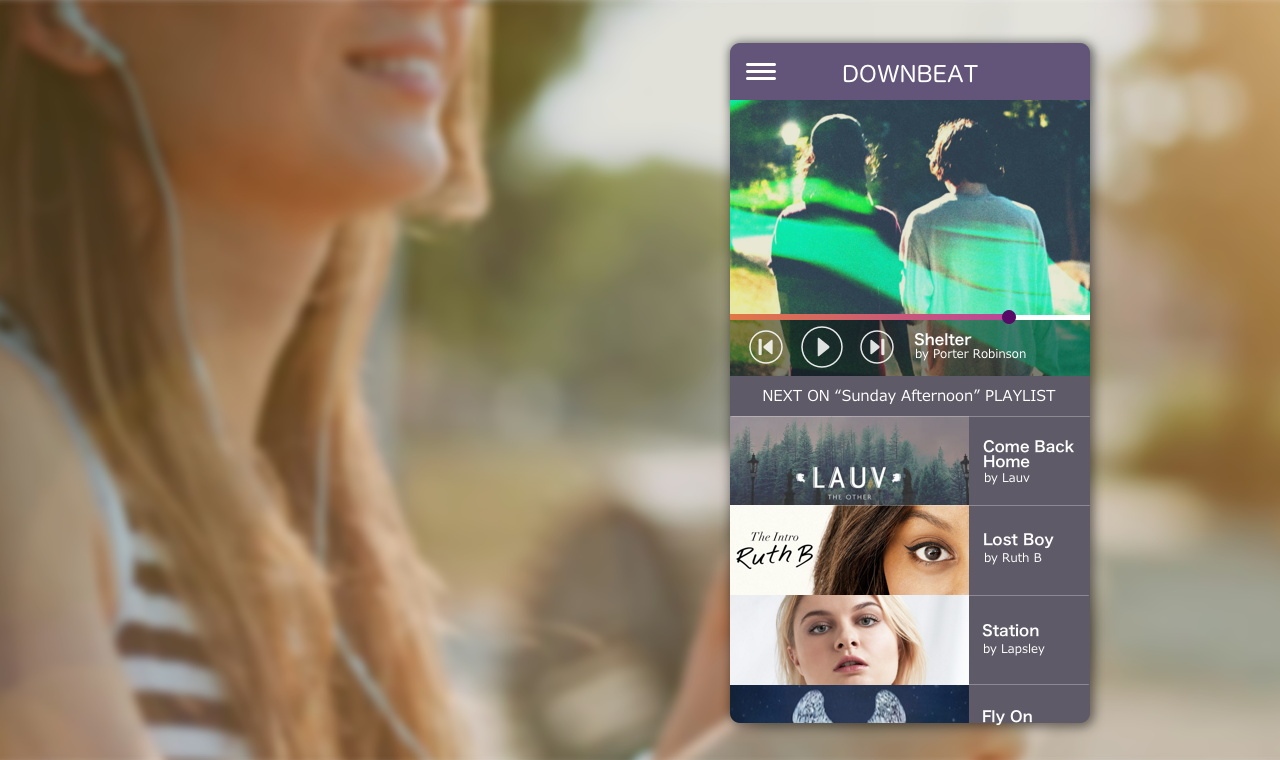 DOWNBEAT
Shelter
by Porter Robinson
NEXT ON “Sunday Afternoon” PLAYLIST
LAUV
THE OTHER
Come Back
Home
by Lauv
The Intro
Ruth B
Lost Boy
by Ruth B
Station
by Lapsley
Fly On